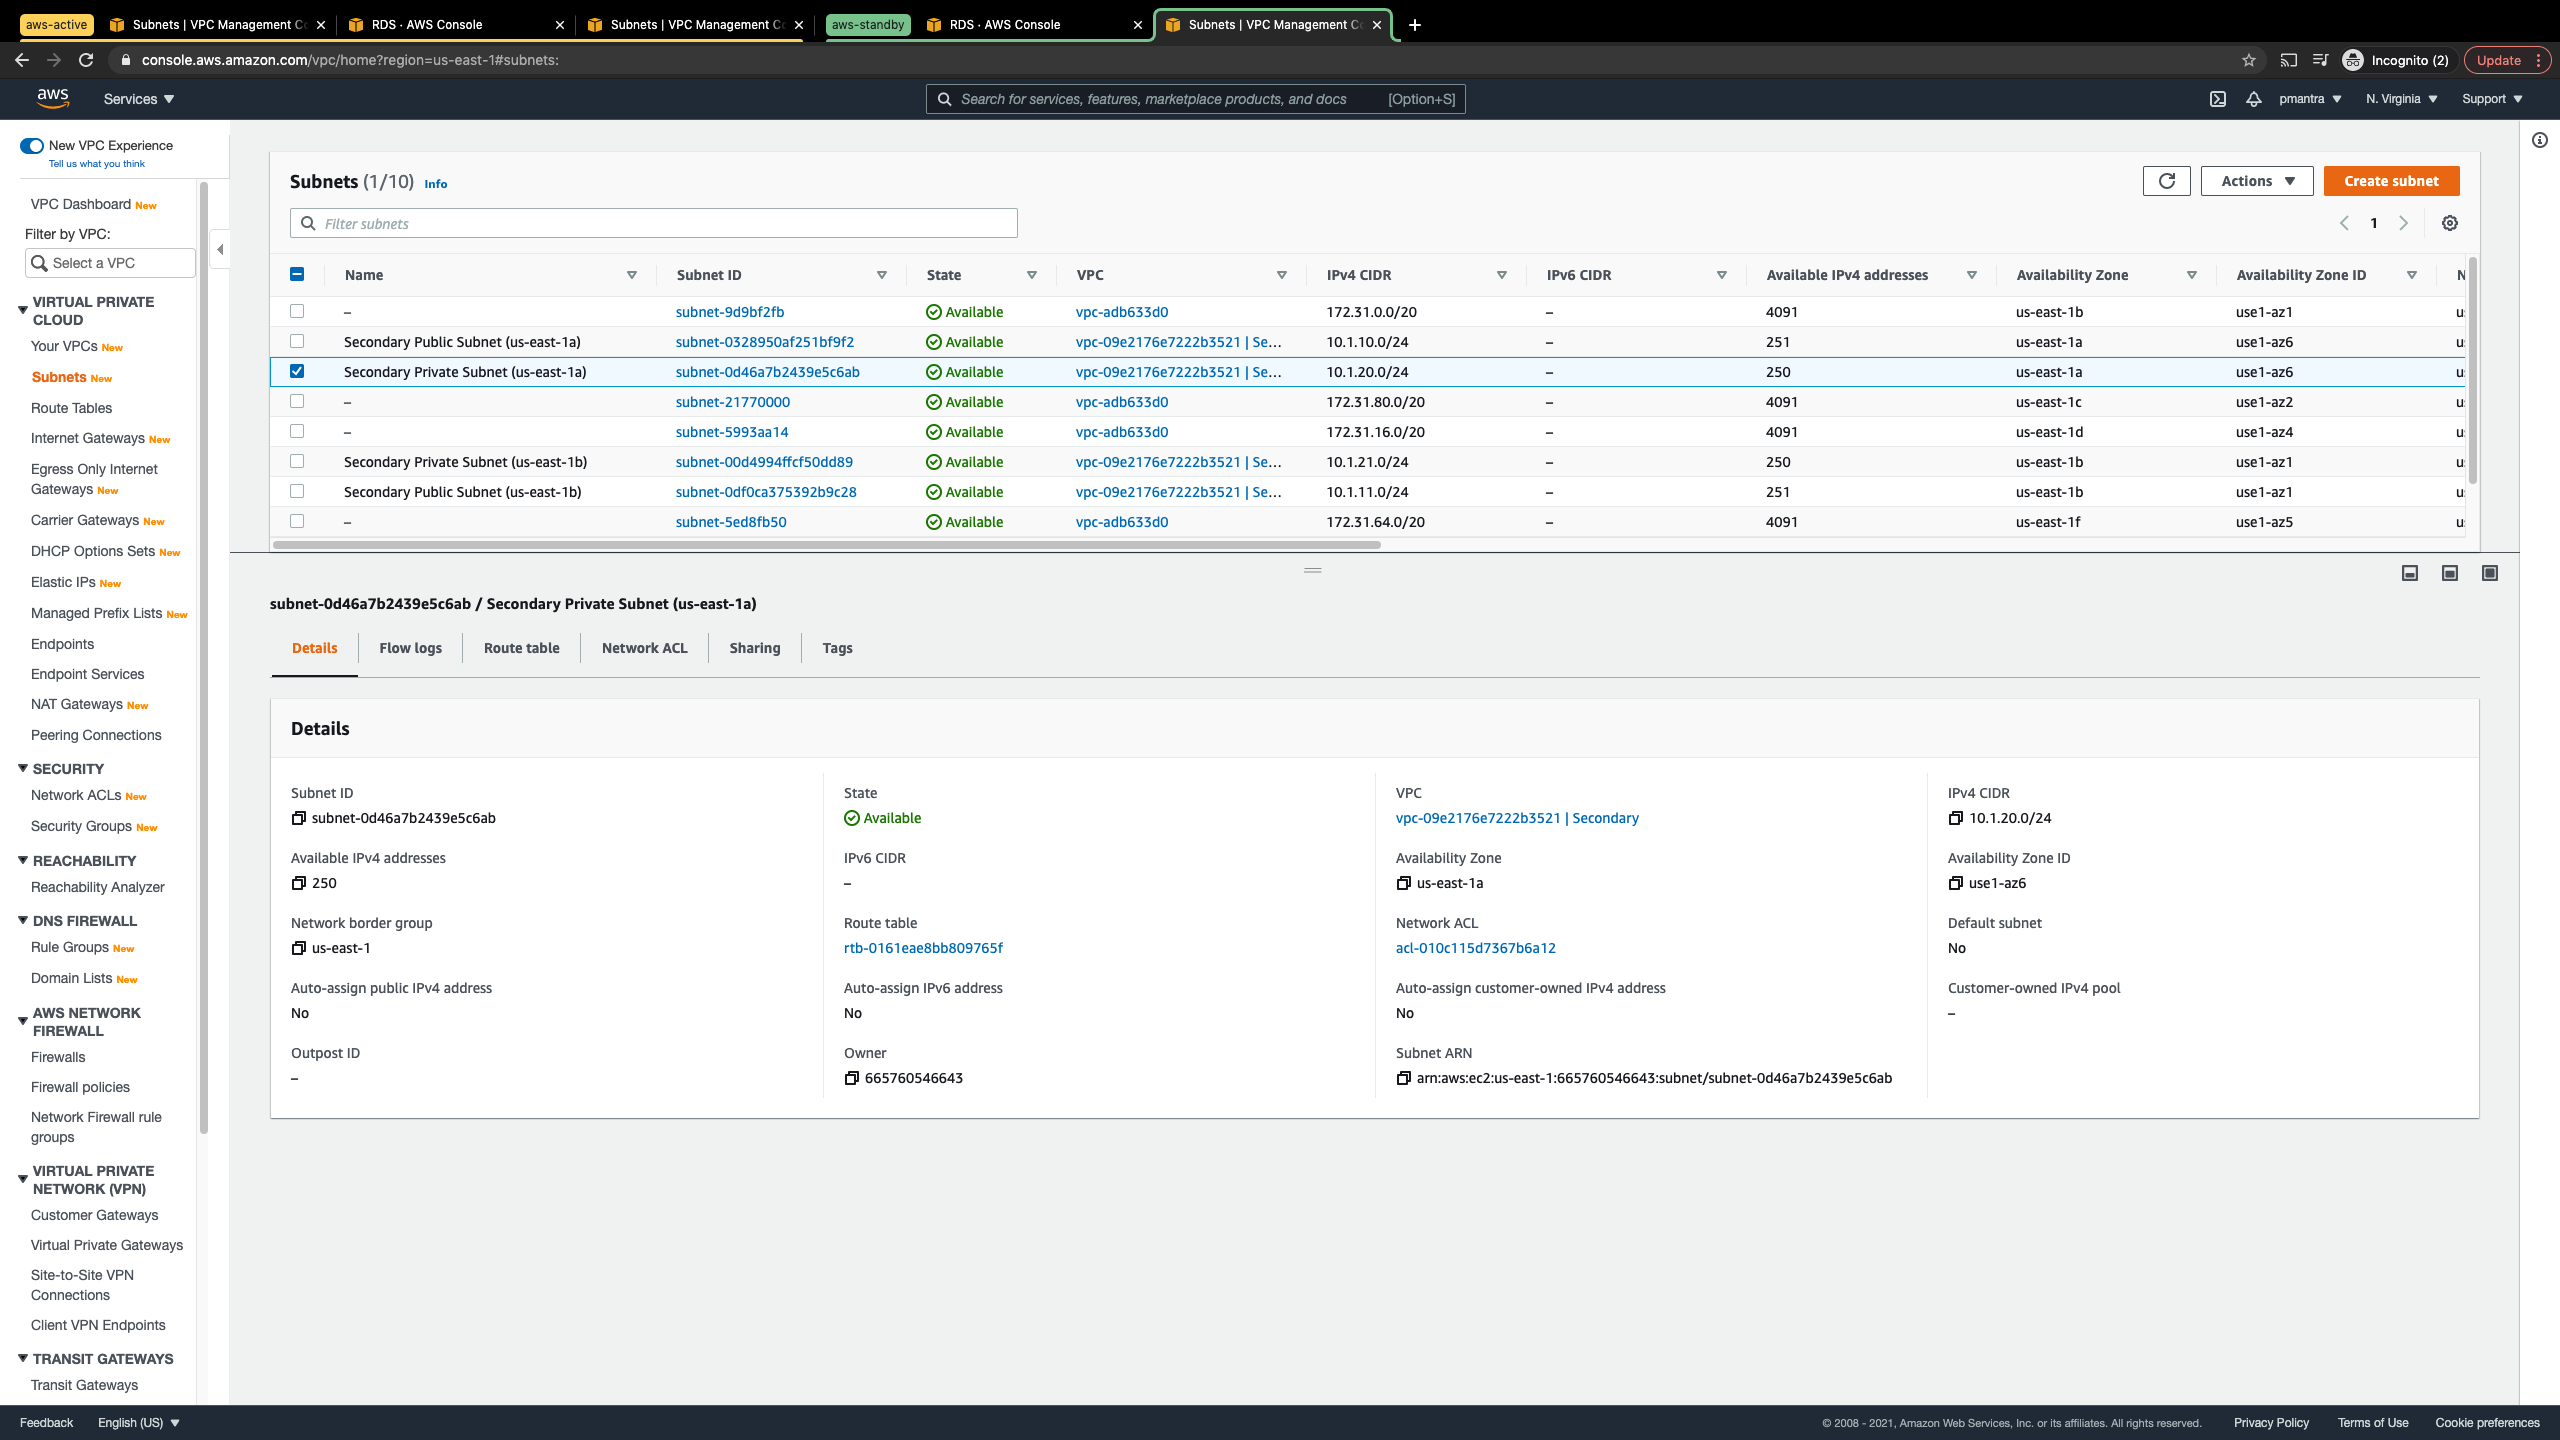 aws-active
Subnets | VPC Management Co
RDS · AWS Console
Subnets | VPC Management Co
aws-standby
RDS · AWS Console
Subnets | VPC Management Co
console.aws.amazon.com/vpc/home?region=us-east-1#subnets:
Incognito (2)
Update
aws
Services
Search for services, features, marketplace products, and docs [Option+S]
pmantra
N. Virginia
Support
New VPC Experience
Tell us what you think
VPC Dashboard New
Filter by VPC:
Select a VPC
VIRTUAL PRIVATE
CLOUD
Your VPCs New
Subnets New
Route Tables
Internet Gateways New
Egress Only Internet
Gateways New
Carrier Gateways New
DHCP Options Sets New
Elastic IPs New
Managed Prefix Lists New
Endpoints
Endpoint Services
NAT Gateways New
Peering Connections
SECURITY
Network ACLs New
Security Groups New
REACHABILITY
Reachability Analyzer
DNS FIREWALL
Rule Groups New
Domain Lists New
AWS NETWORK
FIREWALL
Firewalls
Firewall policies
Network Firewall rule
groups
VIRTUAL PRIVATE
NETWORK (VPN)
Customer Gateways
Virtual Private Gateways
Site-to-Site VPN
Connections
Client VPN Endpoints
TRANSIT GATEWAYS
Transit Gateways
Subnets (1/10) Info
Actions
Create subnet
Filter subnets
1
Name Subnet ID State VPC IPv4 CIDR IPv6 CIDR Available IPv4 addresses Availability Zone Availability Zone ID N
– subnet-9d9bf2fb Available vpc-adb633d0 172.31.0.0/20 – 4091 us-east-1b use1-az1 u
Secondary Public Subnet (us-east-1a) subnet-0328950af251bf9f2 Available vpc-09e2176e7222b3521 | Se... 10.1.10.0/24 – 251 us-east-1a use1-az6 u
Secondary Private Subnet (us-east-1a) subnet-0d46a7b2439e5c6ab Available vpc-09e2176e7222b3521 | Se... 10.1.20.0/24 – 250 us-east-1a use1-az6 u
– subnet-21770000 Available vpc-adb633d0 172.31.80.0/20 – 4091 us-east-1c use1-az2 u
– subnet-5993aa14 Available vpc-adb633d0 172.31.16.0/20 – 4091 us-east-1d use1-az4 u
Secondary Private Subnet (us-east-1b) subnet-00d4994ffcf50dd89 Available vpc-09e2176e7222b3521 | Se... 10.1.21.0/24 – 250 us-east-1b use1-az1 u
Secondary Public Subnet (us-east-1b) subnet-0df0ca375392b9c28 Available vpc-09e2176e7222b3521 | Se... 10.1.11.0/24 – 251 us-east-1b use1-az1 u
– subnet-5ed8fb50 Available vpc-adb633d0 172.31.64.0/20 – 4091 us-east-1f use1-az5 u
subnet-0d46a7b2439e5c6ab / Secondary Private Subnet (us-east-1a)
Details Flow logs Route table Network ACL Sharing Tags
Details
Subnet ID State VPC IPv4 CIDR
subnet-0d46a7b2439e5c6ab Available vpc-09e2176e7222b3521 | Secondary 10.1.20.0/24
Available IPv4 addresses IPv6 CIDR Availability Zone Availability Zone ID
250 – us-east-1a use1-az6
Network border group Route table Network ACL Default subnet
us-east-1 rtb-0161eae8bb809765f acl-010c115d7367b6a12 No
Auto-assign public IPv4 address Auto-assign IPv6 address Auto-assign customer-owned IPv4 address Customer-owned IPv4 pool
No No No –
Outpost ID Owner Subnet ARN
– 665760546643 arn:aws:ec2:us-east-1:665760546643:subnet/subnet-0d46a7b2439e5c6ab
Feedback English (US) © 2008 - 2021, Amazon Web Services, Inc. or its affiliates. All rights reserved. Privacy Policy Terms of Use Cookie preferences